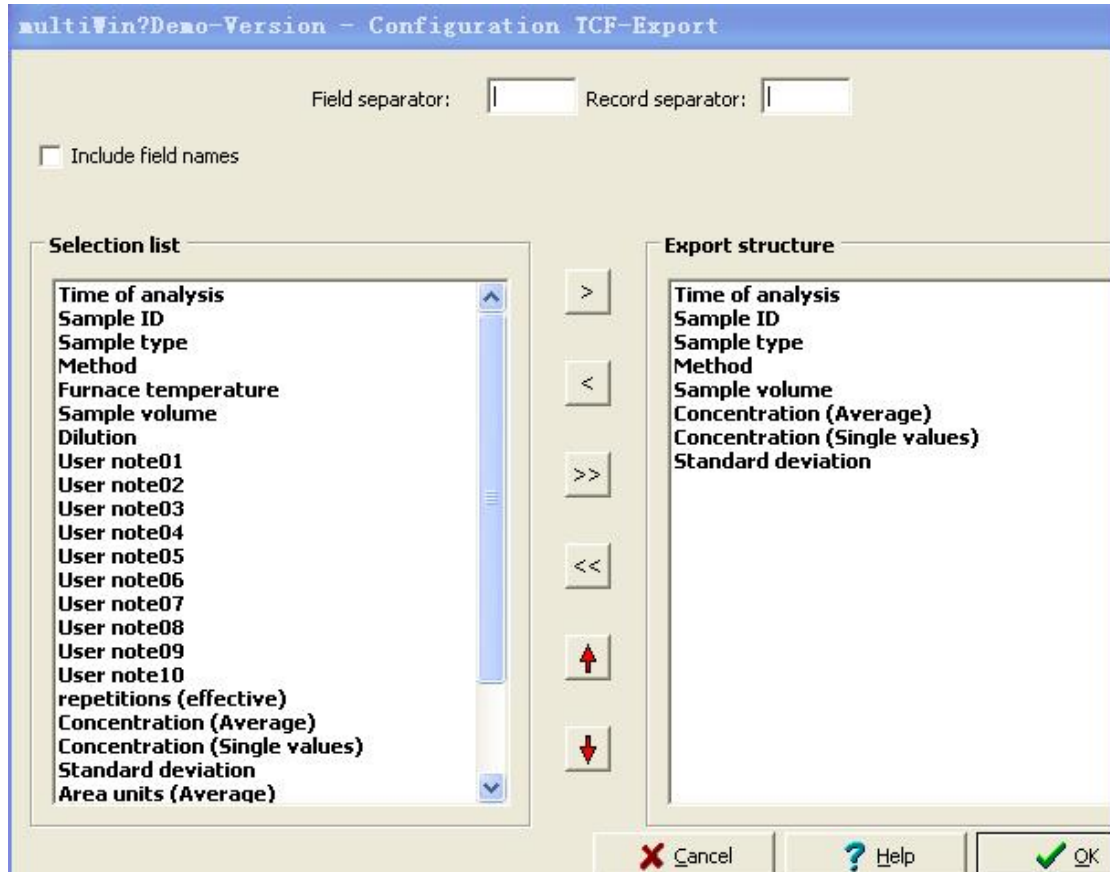 multiWin?Demo-Version - Configuration TCF-Export
Field separator: | Record separator: |
Include field names
Selection list
Time of analysis
Sample ID
Sample type
Method
Furnace temperature
Sample volume
Dilution
User note01
User note02
User note03
User note04
User note05
User note06
User note07
User note08
User note09
User note10
repetitions (effective)
Concentration (Average)
Concentration (Single values)
Standard deviation
Area units (Average)
>
<
>>
<<
Export structure
Time of analysis
Sample ID
Sample type
Method
Sample volume
Concentration (Average)
Concentration (Single values)
Standard deviation
Cancel
Help
OK